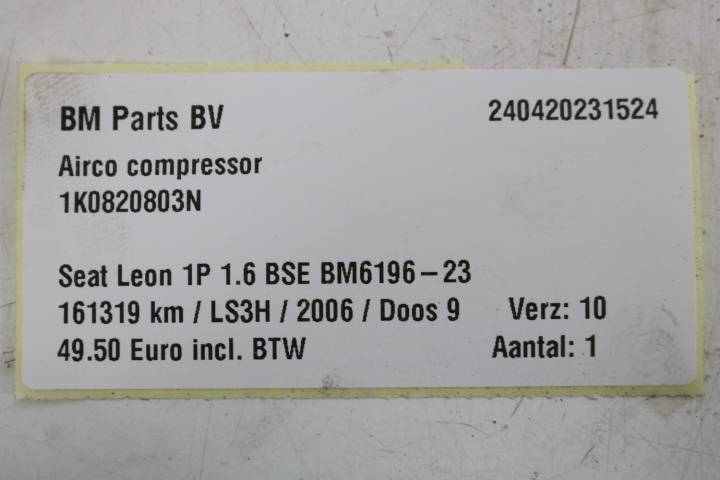 BM Parts BV 240420231524
Airco compressor
1K0820803N
Seat Leon 1P 1.6 BSE BM6196-23
161319 km / LS3H / 2006 / Doos 9 Verz: 10
49.50 Euro incl. BTW Aantal: 1